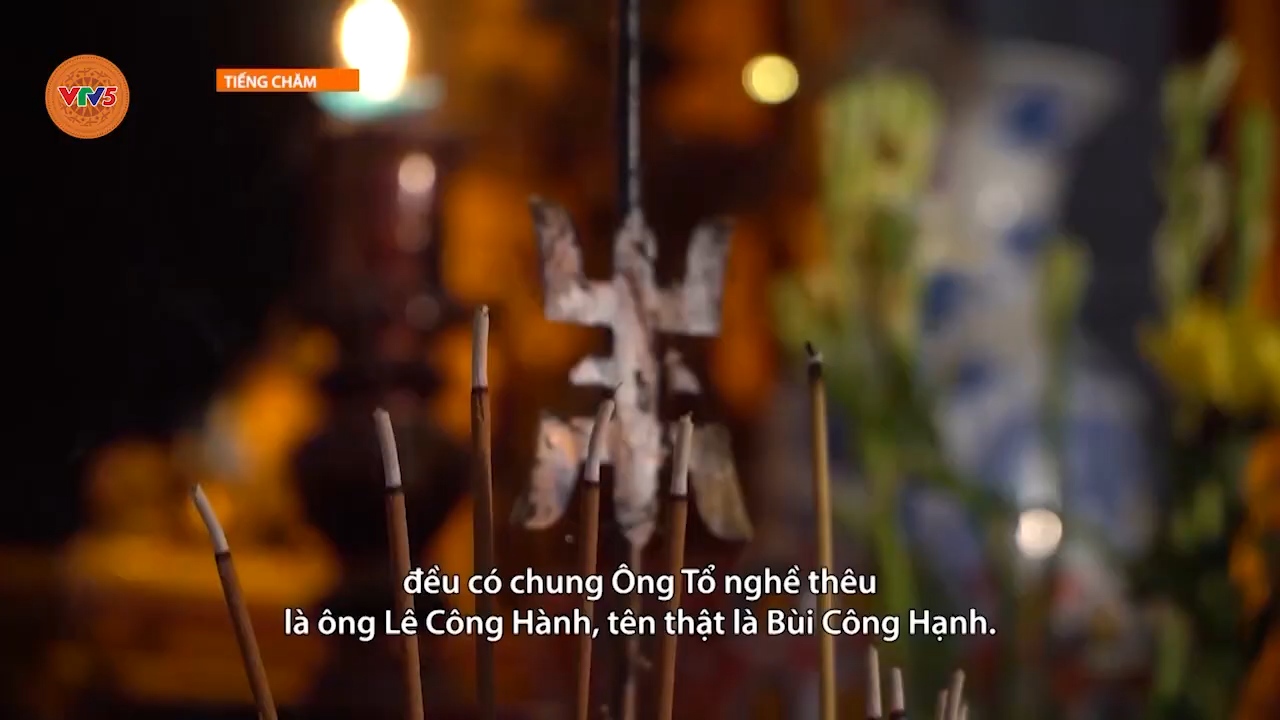 VTV5
TIẾNG CHĂM
đều có chung Ông Tổ nghề thêu
là ông Lê Công Hành, tên thật là Bùi Công Hạnh.